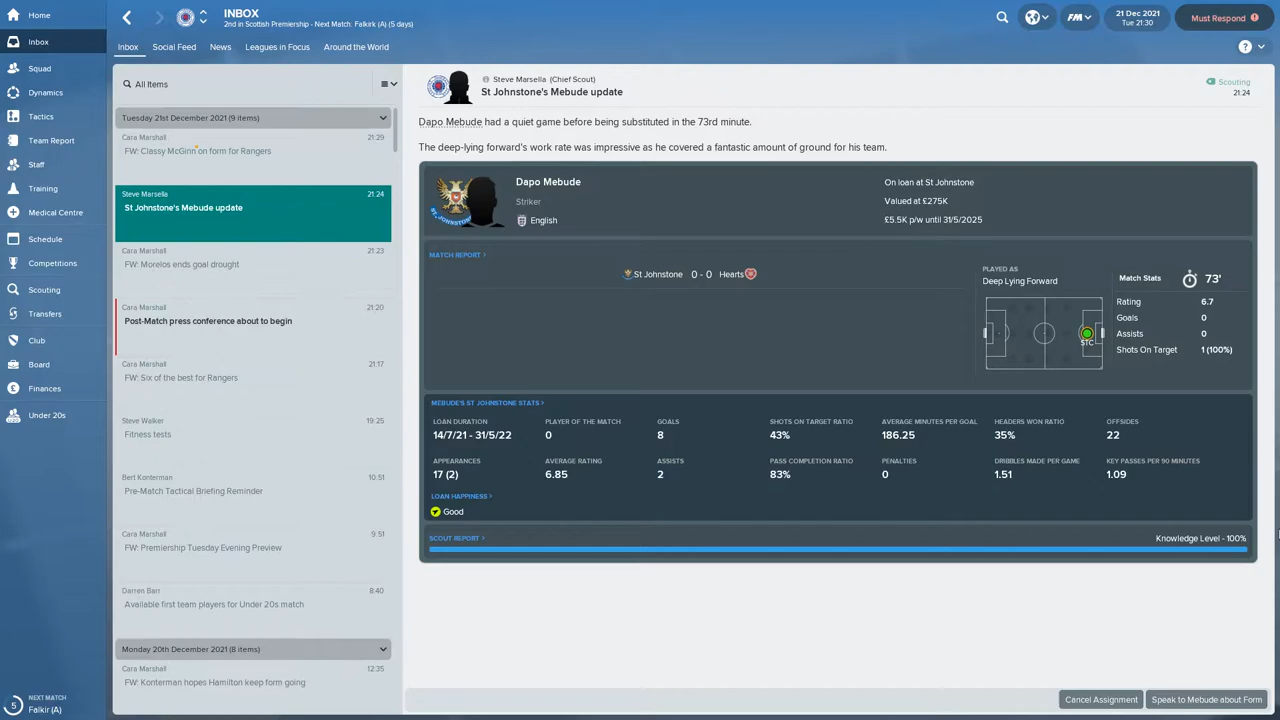 Home
Inbox
Squad
Dynamics
Tactics
Team Report
Staff
Training
Medical Centre
Schedule
Competitions
Scouting
Transfers
Club
Board
Finances
Under 20s
5
NEXT MATCH
Falkir (A)
INBOX
2nd in Scottish Premiership - Next Match: Falkirk (A) (5 days)
FM
21 Dec 2021
Tue 21:30
Must Respond
Inbox Social Feed News Leagues in Focus Around the World
?
All Items
Tuesday 21st December 2021 (9 items)
Cara Marshall 21:29
FW: Classy McGinn on form for Rangers
Steve Marsella 21:24
St Johnstone's Mebude update
Cara Marshall 21:23
FW: Morelos ends goal drought
Cara Marshall 21:20
Post-Match press conference about to begin
Cara Marshall 21:17
FW: Six of the best for Rangers
Steve Walker 19:25
Fitness tests
Bert Konterman 10:51
Pre-Match Tactical Briefing Reminder
Cara Marshall 9:51
FW: Premiership Tuesday Evening Preview
Darren Barr 8:40
Available first team players for Under 20s match
Monday 20th December 2021 (8 items)
Cara Marshall 12:35
FW: Konterman hopes Hamilton keep form going
Steve Marsella (Chief Scout)
St Johnstone's Mebude update
Scouting
21:24
Dapo Mebude had a quiet game before being substituted in the 73rd minute.
The deep-lying forward's work rate was impressive as he covered a fantastic amount of ground for his team.
Dapo Mebude
Striker
English
On loan at St Johnstone
Valued at £275K
£5.5K p/w until 31/5/2025
MATCH REPORT >
St Johnstone 0 - 0 Hearts
PLAYED AS
Deep Lying Forward
STC
Match Stats 73'
Rating 6.7
Goals 0
Assists 0
Shots On Target 1 (100%)
MEBUDE'S ST JOHNSTONE STATS >
LOAN DURATION PLAYER OF THE MATCH GOALS SHOTS ON TARGET RATIO AVERAGE MINUTES PER GOAL HEADERS WON RATIO OFFSIDES
14/7/21 - 31/5/22 0 8 43% 186.25 35% 22
APPEARANCES AVERAGE RATING ASSISTS PASS COMPLETION RATIO PENALTIES DRIBBLES MADE PER GAME KEY PASSES PER 90 MINUTES
17 (2) 6.85 2 83% 0 1.51 1.09
LOAN HAPPINESS >
Good
SCOUT REPORT >
Knowledge Level - 100%
Cancel Assignment
Speak to Mebude about Form